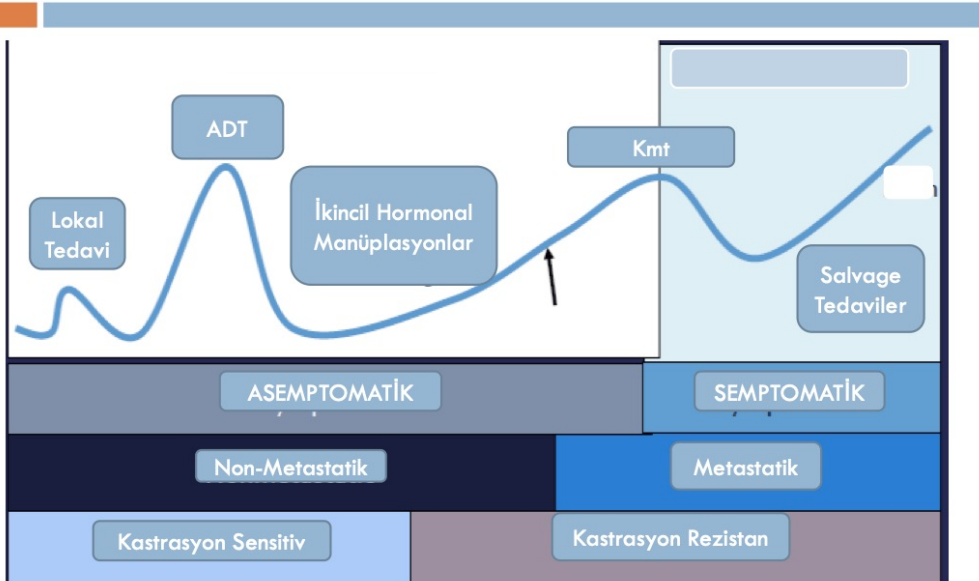 ADT
Kmt
Lokal
Tedavi
İkincil Hormonal
Manüplasyonlar
Salvage
Tedaviler
ASEMPTOMATİK
SEMPTOMATİK
Non-Metastatik
Metastatik
Kastrasyon Sensitiv
Kastrasyon Rezistan